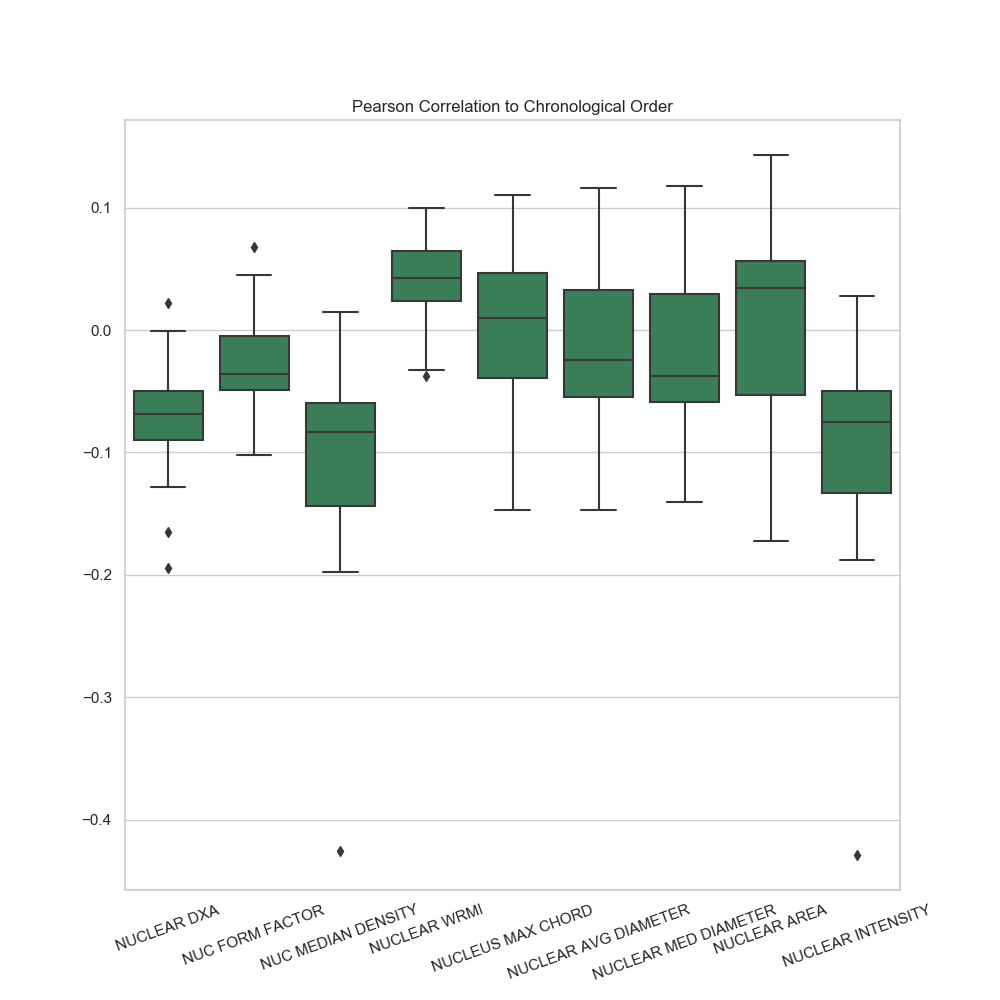 Pearson Correlation to Chronological Order
0.1
0.0
−0.1
−0.2
−0.3
−0.4
NUCLEAR DXA
NUC FORM FACTOR
NUC MEDIAN DENSITY
NUCLEAR WRMI
NUCLEUS MAX CHORD
NUCLEAR AVG DIAMETER
NUCLEAR MED DIAMETER
NUCLEAR AREA
NUCLEAR INTENSITY